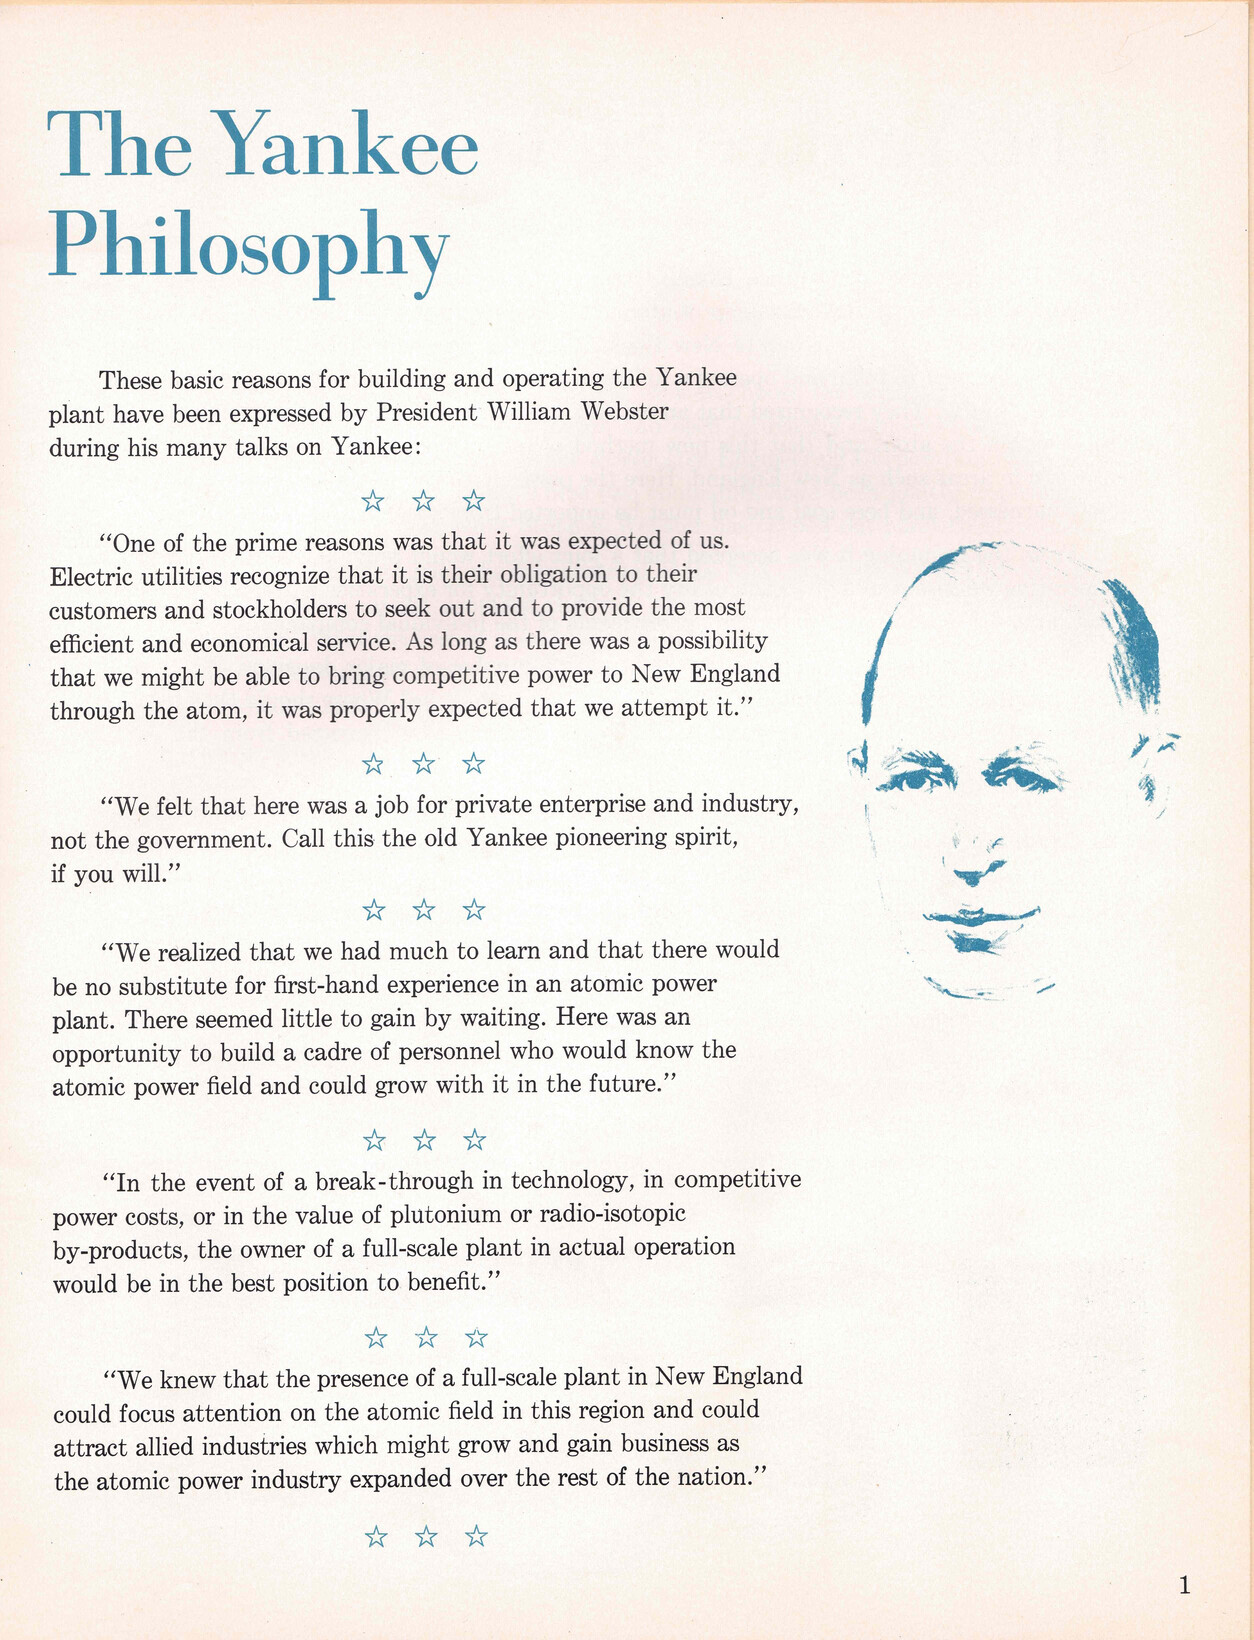 The Yankee
Philosophy
These basic reasons for building and operating the Yankee
plant have been expressed by President William Webster
during his many talks on Yankee:
☆ ☆ ☆
“One of the prime reasons was that it was expected of us.
Electric utilities recognize that it is their obligation to their
customers and stockholders to seek out and to provide the most
efficient and economical service. As long as there was a possibility
that we might be able to bring competitive power to New England
through the atom, it was properly expected that we attempt it.”
☆ ☆ ☆
“We felt that here was a job for private enterprise and industry,
not the government. Call this the old Yankee pioneering spirit,
if you will.”
☆ ☆ ☆
“We realized that we had much to learn and that there would
be no substitute for first-hand experience in an atomic power
plant. There seemed little to gain by waiting. Here was an
opportunity to build a cadre of personnel who would know the
atomic power field and could grow with it in the future.”
☆ ☆ ☆
“In the event of a break-through in technology, in competitive
power costs, or in the value of plutonium or radio-isotopic
by-products, the owner of a full-scale plant in actual operation
would be in the best position to benefit.”
☆ ☆ ☆
“We knew that the presence of a full-scale plant in New England
could focus attention on the atomic field in this region and could
attract allied industries which might grow and gain business as
the atomic power industry expanded over the rest of the nation.”
☆ ☆ ☆
1